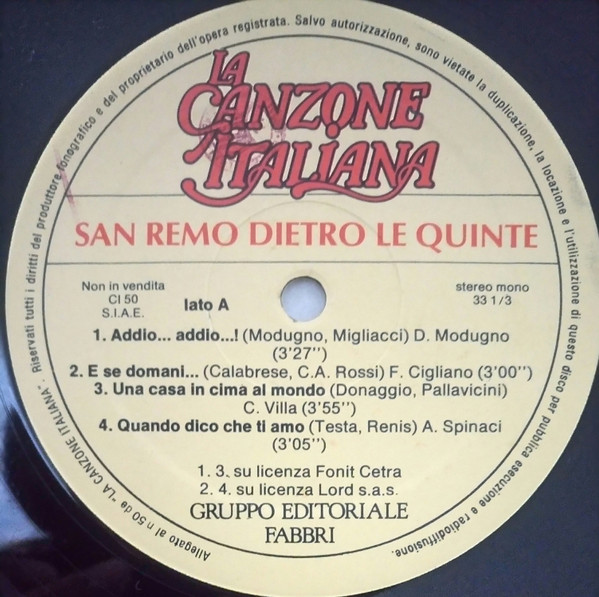 Allegato al n 50 de "LA CANZONE ITALIANA". Riservati tutti i diritti del produttore fonografico e del proprietario dell'opera registrata. Salvo autorizzazione, sono vietate la duplicazione, la locazione e l'utilizzazione di questo disco per pubblica esecuzione e radiodiffusione.
LA
CANZONE
ITALIANA
SAN REMO DIETRO LE QUINTE
Non in vendita
CI 50
S.I.A.E.
lato A
stereo mono
33 1/3
1. Addio... addio...! (Modugno, Migliacci) D. Modugno
(3'27'')
2. E se domani... (Calabrese, C.A. Rossi) F. Cigliano (3'00'')
3. Una casa in cima al mondo (Donaggio, Pallavicini)
C. Villa (3'55'')
4. Quando dico che ti amo (Testa, Renis) A. Spinaci
(3'05'')
1. 3. su licenza Fonit Cetra
2. 4. su licenza Lord s.a.s.
GRUPPO EDITORIALE
FABBRI